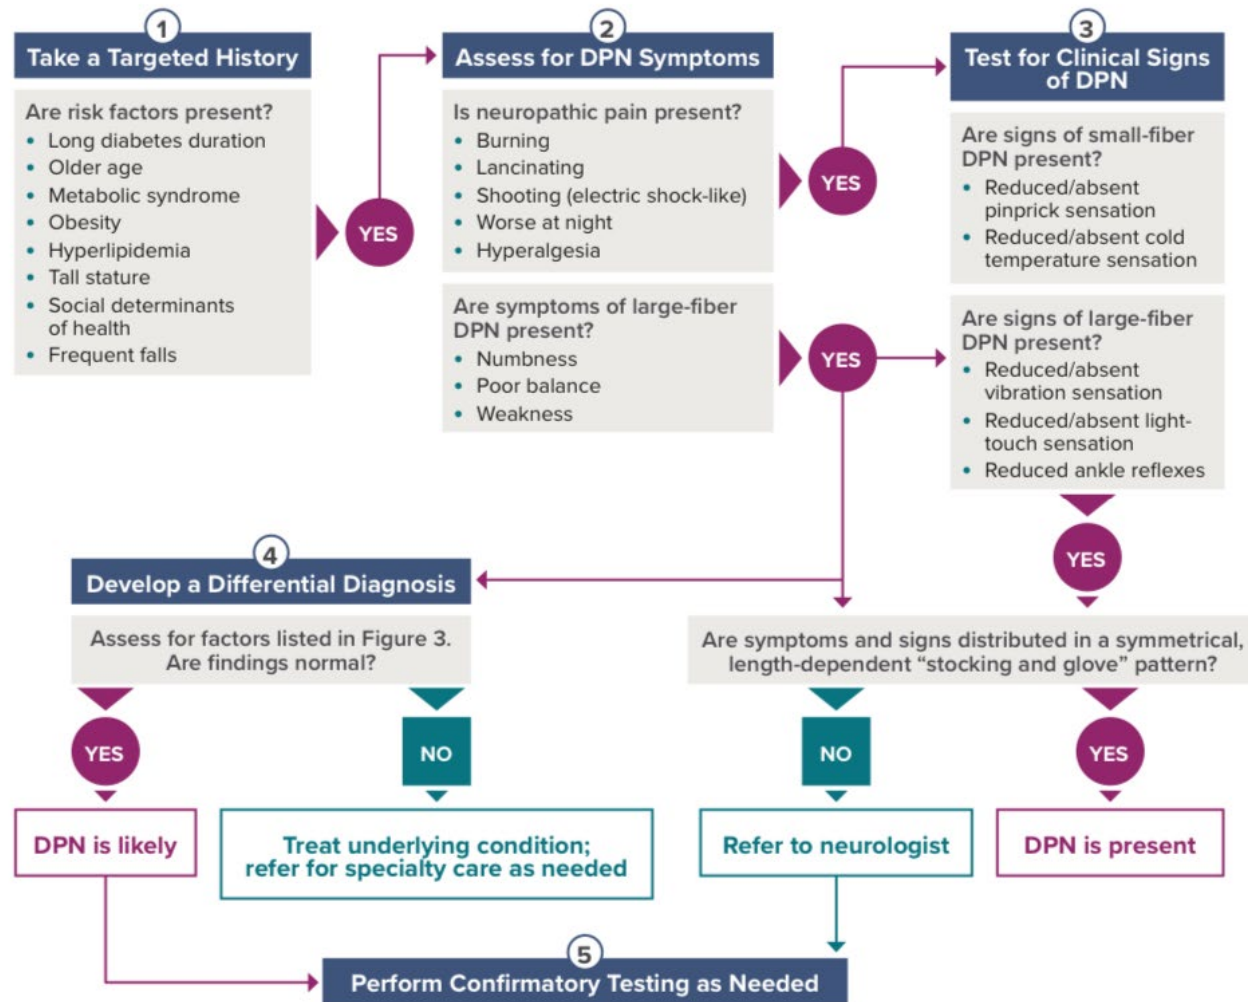 1
Take a Targeted History
Are risk factors present?
• Long diabetes duration
• Older age
• Metabolic syndrome
• Obesity
• Hyperlipidemia
• Tall stature
• Social determinants
of health
• Frequent falls
YES
2
Assess for DPN Symptoms
Is neuropathic pain present?
• Burning
• Lancinating
• Shooting (electric shock-like)
• Worse at night
• Hyperalgesia
YES
Are symptoms of large-fiber
DPN present?
• Numbness
• Poor balance
• Weakness
YES
3
Test for Clinical Signs
of DPN
Are signs of small-fiber
DPN present?
• Reduced/absent
pinprick sensation
• Reduced/absent cold
temperature sensation
Are signs of large-fiber
DPN present?
• Reduced/absent
vibration sensation
• Reduced/absent light-
touch sensation
• Reduced ankle reflexes
YES
4
Develop a Differential Diagnosis
Assess for factors listed in Figure 3.
Are findings normal?
YES
NO
DPN is likely
Treat underlying condition;
refer for specialty care as needed
Are symptoms and signs distributed in a symmetrical,
length-dependent “stocking and glove” pattern?
NO
YES
Refer to neurologist
DPN is present
5
Perform Confirmatory Testing as Needed